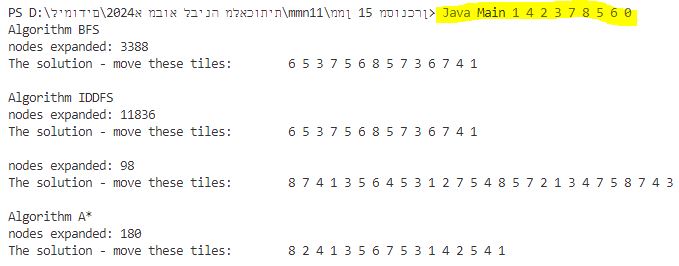 PS D:\לימודים\2024א מבוא לבינה מלאכותית\mmn11\ממן 15 מסונכרן> Java Main 1 4 2 3 7 8 5 6 0
Algorithm BFS
nodes expanded: 3388
The solution - move these tiles: 6 5 3 7 5 6 8 5 7 3 6 7 4 1
Algorithm IDDFS
nodes expanded: 11836
The solution - move these tiles: 6 5 3 7 5 6 8 5 7 3 6 7 4 1
nodes expanded: 98
The solution - move these tiles: 8 7 4 1 3 5 6 4 5 3 1 2 7 5 4 8 5 7 2 1 3 4 7 5 8 7 4 3
Algorithm A*
nodes expanded: 180
The solution - move these tiles: 8 2 4 1 3 5 6 7 5 3 1 4 2 5 4 1